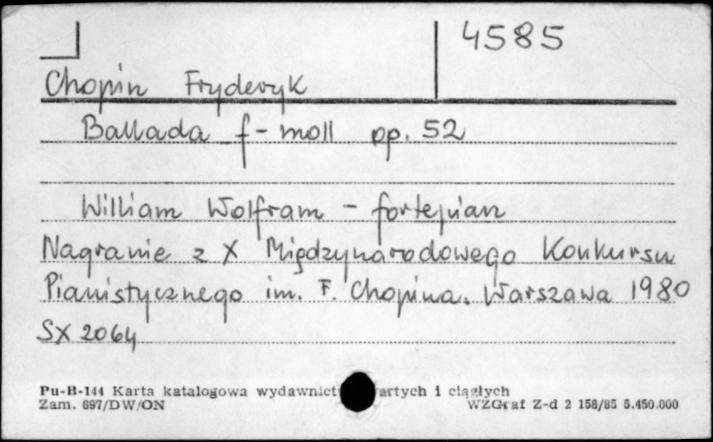 4585
Chopin Fryderyk
Ballada f-moll op. 52
William Wolfram - fortepian
Nagranie z X Międzynarodowego Konkursu
Pianistycznego im. F. Chopina. Warszawa 1980
SX 2064
Pu-B-144 Karta katalogowa wydawnict artych i ciągłych
Zam. 697/DW/ON WZGraf Z-d 2 158/85 5.450.000